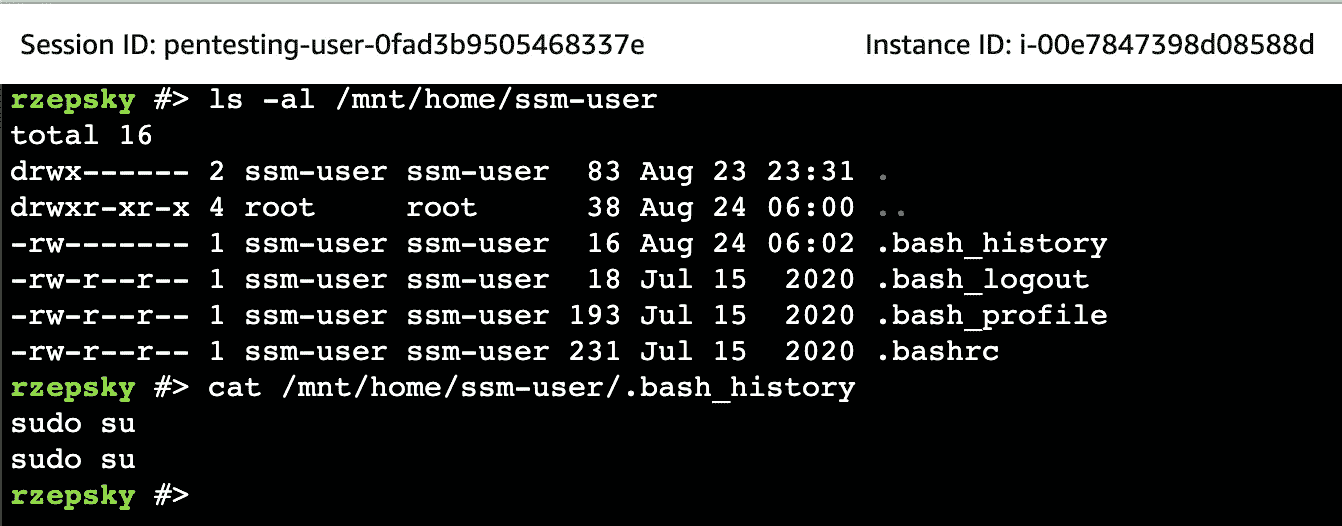 Session ID: pentesting-user-0fad3b9505468337e Instance ID: i-00e7847398d08588d
rzepsky #> ls -al /mnt/home/ssm-user
total 16
drwx------ 2 ssm-user ssm-user  83 Aug 23 23:31 .
drwxr-xr-x 4 root     root      38 Aug 24 06:00 ..
-rw------- 1 ssm-user ssm-user  16 Aug 24 06:02 .bash_history
-rw-r--r-- 1 ssm-user ssm-user  18 Jul 15  2020 .bash_logout
-rw-r--r-- 1 ssm-user ssm-user 193 Jul 15  2020 .bash_profile
-rw-r--r-- 1 ssm-user ssm-user 231 Jul 15  2020 .bashrc
rzepsky #> cat /mnt/home/ssm-user/.bash_history
sudo su
sudo su
rzepsky #>